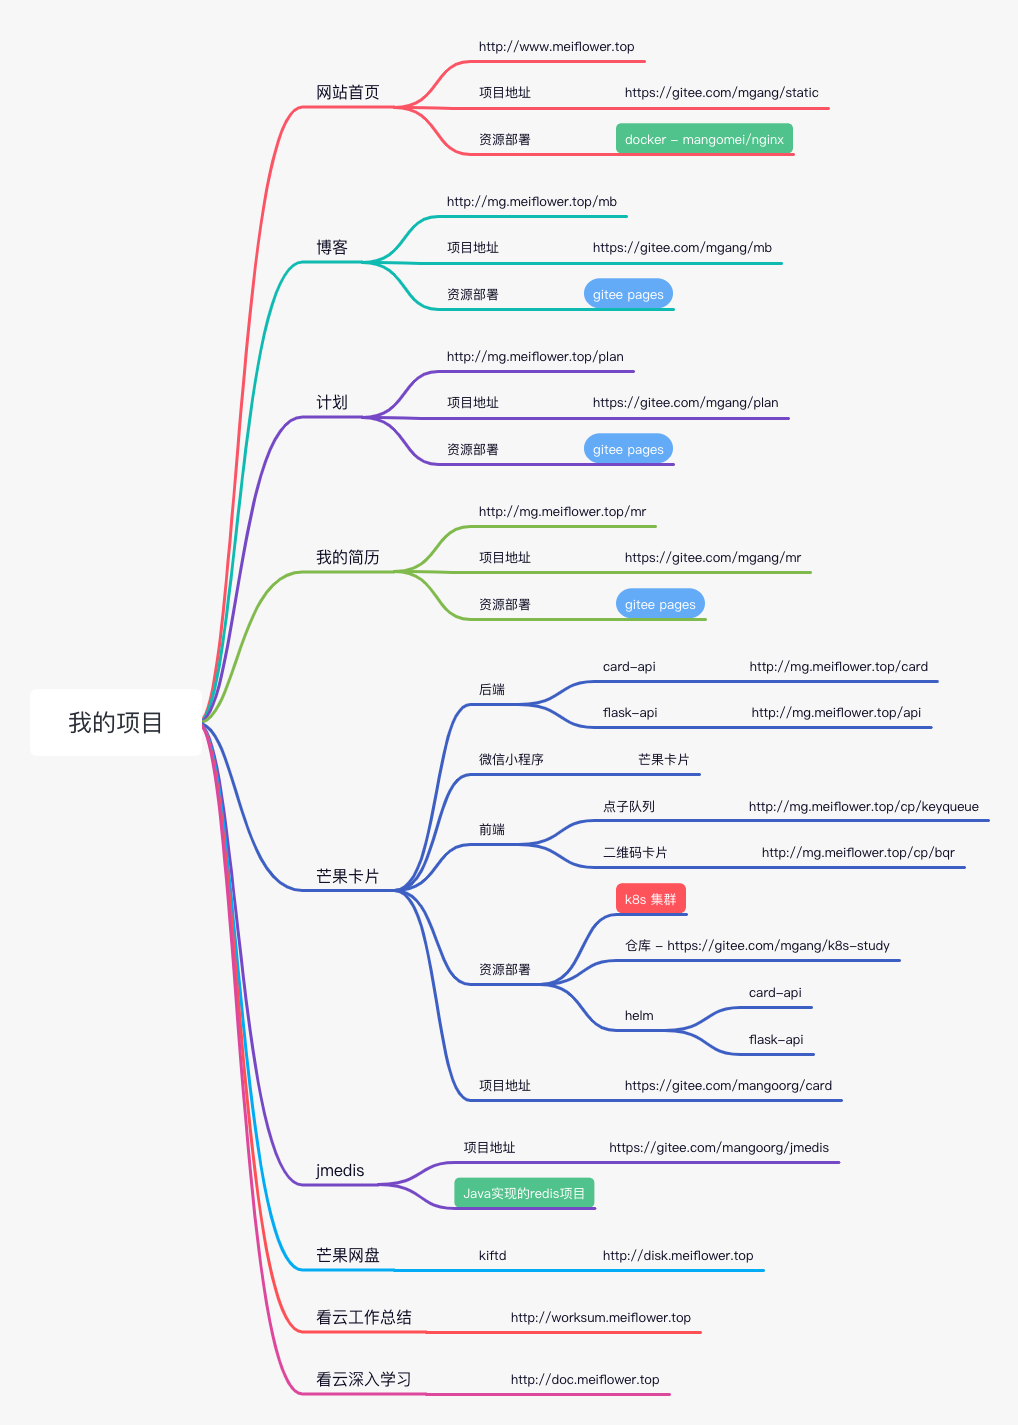 我的项目
网站首页
http://www.meiflower.top
项目地址 https://gitee.com/mgang/static
资源部署 docker - mangomei/nginx
博客
http://mg.meiflower.top/mb
项目地址 https://gitee.com/mgang/mb
资源部署 gitee pages
计划
http://mg.meiflower.top/plan
项目地址 https://gitee.com/mgang/plan
资源部署 gitee pages
我的简历
http://mg.meiflower.top/mr
项目地址 https://gitee.com/mgang/mr
资源部署 gitee pages
芒果卡片
后端
card-api http://mg.meiflower.top/card
flask-api http://mg.meiflower.top/api
微信小程序 芒果卡片
前端
点子队列 http://mg.meiflower.top/cp/keyqueue
二维码卡片 http://mg.meiflower.top/cp/bqr
资源部署
k8s 集群
仓库 - https://gitee.com/mgang/k8s-study
helm
card-api
flask-api
项目地址 https://gitee.com/mangoorg/card
jmedis
项目地址 https://gitee.com/mangoorg/jmedis
Java实现的redis项目
芒果网盘 kiftd http://disk.meiflower.top
看云工作总结 http://worksum.meiflower.top
看云深入学习 http://doc.meiflower.top